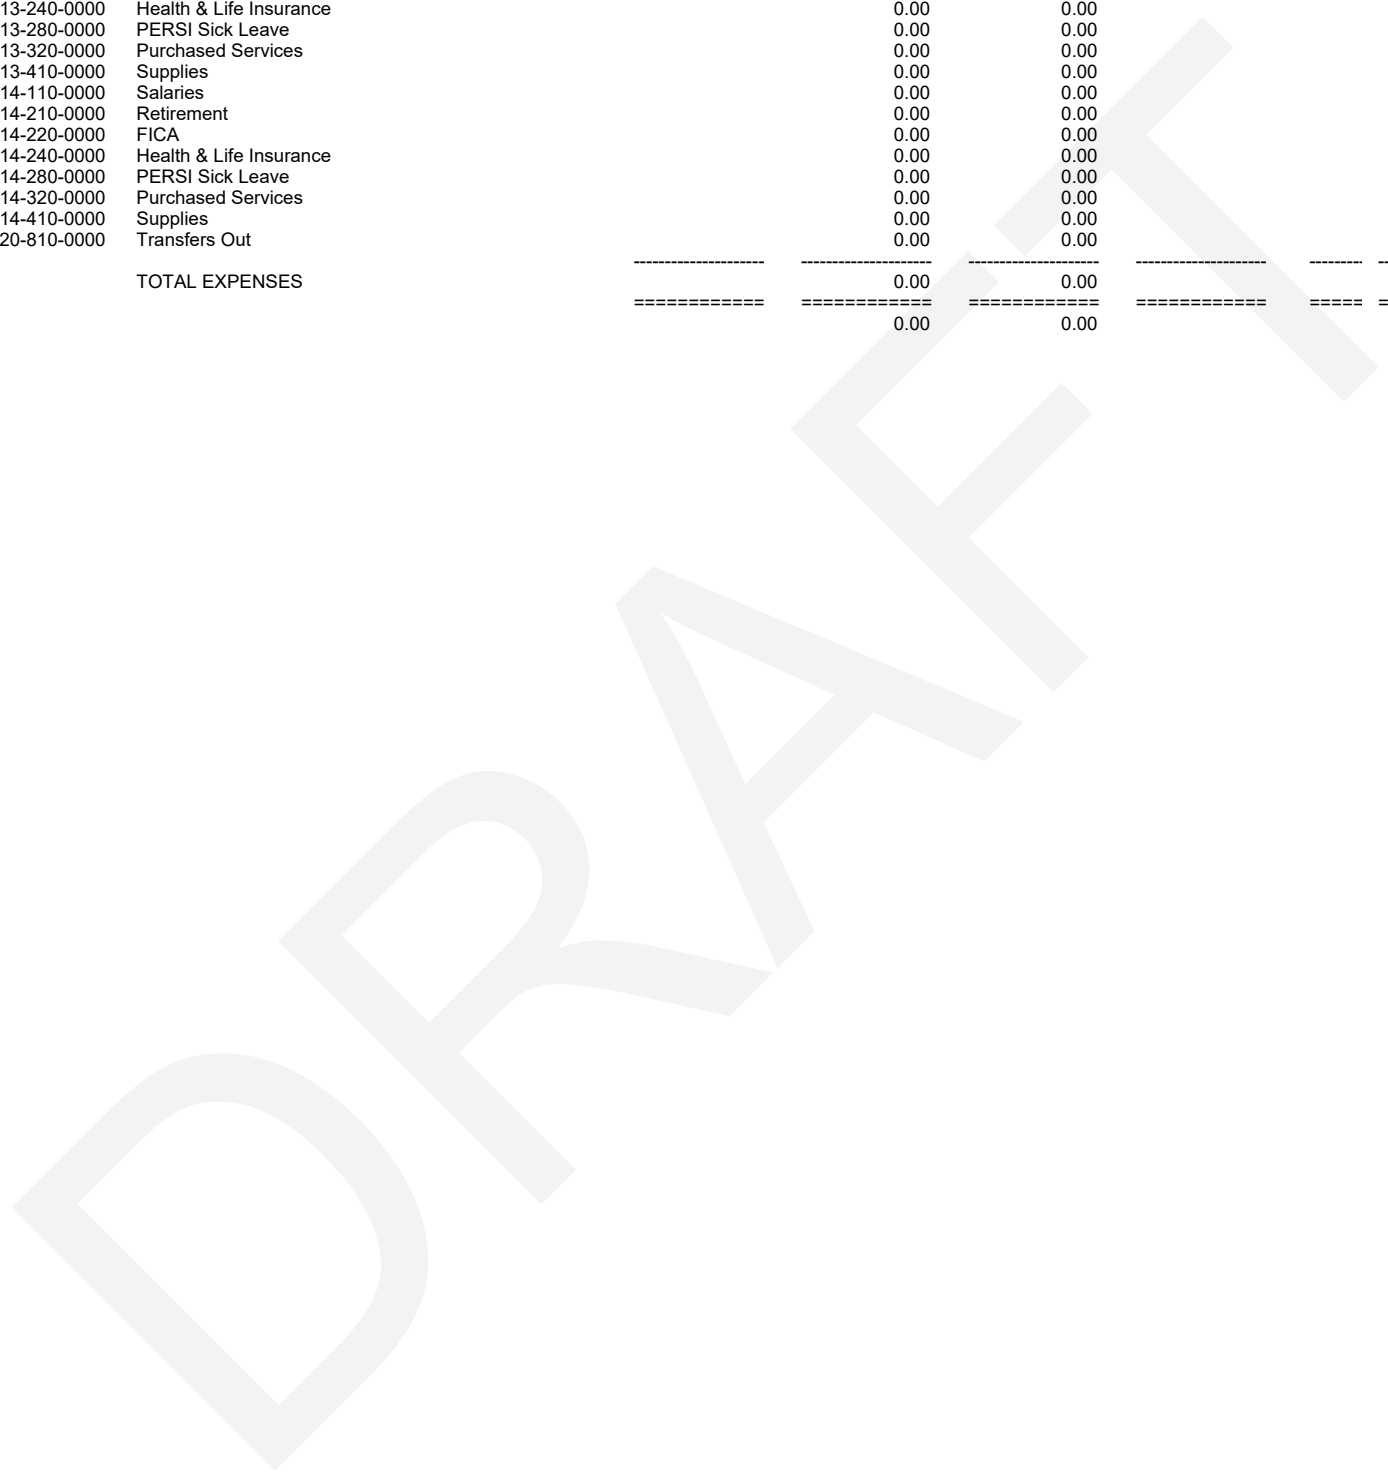 13-240-0000 Health & Life Insurance 0.00 0.00
13-280-0000 PERSI Sick Leave 0.00 0.00
13-320-0000 Purchased Services 0.00 0.00
13-410-0000 Supplies 0.00 0.00
14-110-0000 Salaries 0.00 0.00
14-210-0000 Retirement 0.00 0.00
14-220-0000 FICA 0.00 0.00
14-240-0000 Health & Life Insurance 0.00 0.00
14-280-0000 PERSI Sick Leave 0.00 0.00
14-320-0000 Purchased Services 0.00 0.00
14-410-0000 Supplies 0.00 0.00
20-810-0000 Transfers Out 0.00 0.00
--------------------- --------------------- --------------------- --------------------- -------- --
TOTAL EXPENSES 0.00 0.00
============ ============ ============ ============ ===== =
0.00 0.00
DRAFT